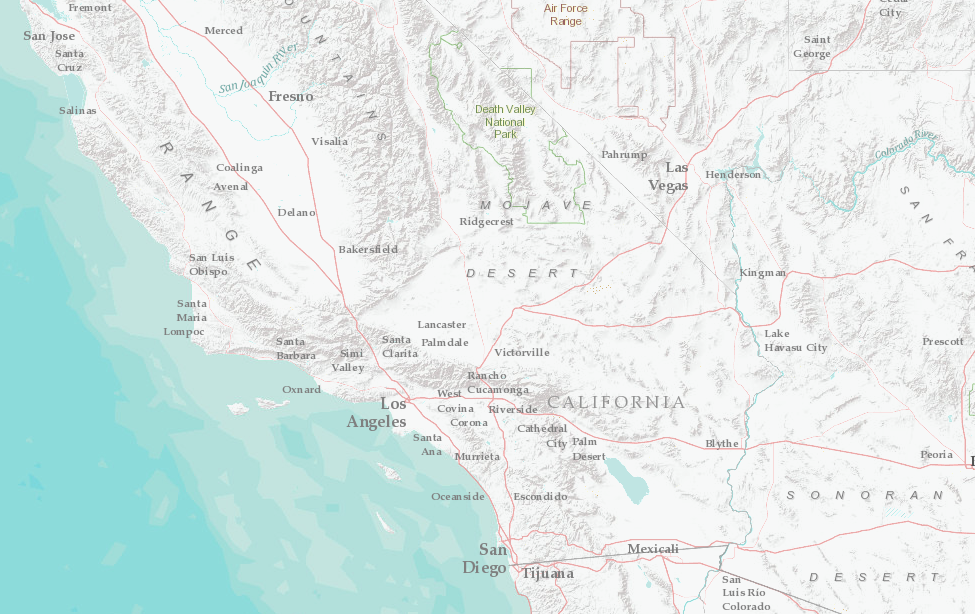 Fremont
San Jose
Santa
Cruz
Salinas
Merced
San Joaquin River
Fresno
Visalia
Coalinga
Avenal
Delano
Bakersfield
R A N G E
O U N T A I N S
Air Force
Range
Cedar
City
Saint
George
Death Valley
National
Park
Pahrump
Las
Vegas
Henderson
Colorado River
M O J A V E
Ridgecrest
D E S E R T
S A N F R
Kingman
San Luis
Obispo
Santa
Maria
Lompoc
Santa
Barbara
Simi
Valley
Santa
Clarita
Lancaster
Palmdale
Victorville
Lake
Havasu City
Prescott
Oxnard
Los
Angeles
West
Covina
Corona
Rancho
Cucamonga
Riverside
CALIFORNIA
Cathedral
City
Palm
Desert
Santa
Ana
Murrieta
Blythe
Peoria
Oceanside
Escondido
S O N O R A N
San
Diego
Tijuana
Mexicali
San
Luis Río
Colorado
D E S E R T